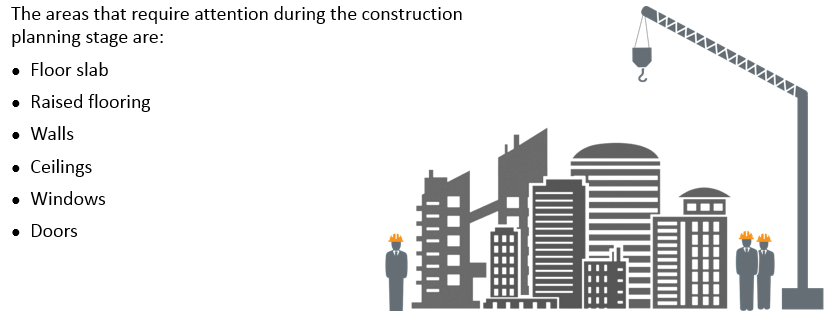 The areas that require attention during the construction
planning stage are:
• Floor slab
• Raised flooring
• Walls
• Ceilings
• Windows
• Doors